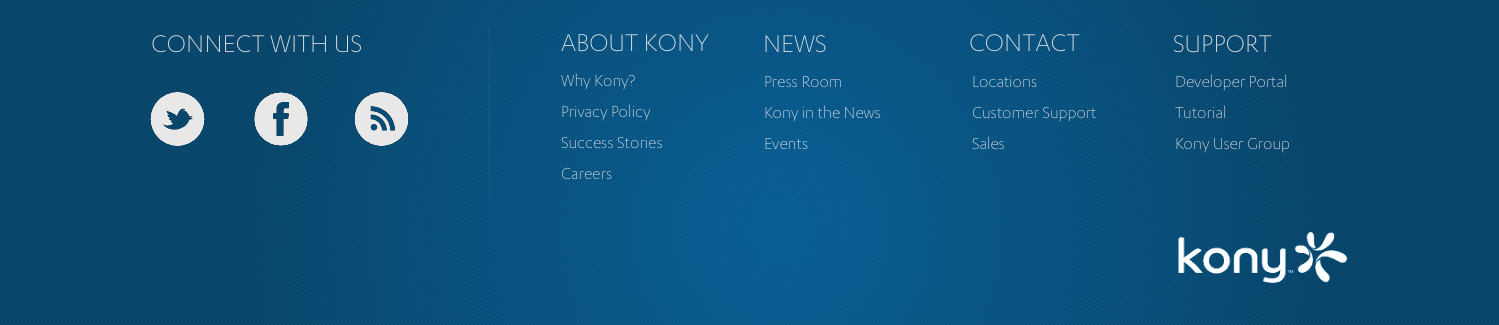 CONNECT WITH US
ABOUT KONY
Why Kony?
Privacy Policy
Success Stories
Careers
NEWS
Press Room
Kony in the News
Events
CONTACT
Locations
Customer Support
Sales
SUPPORT
Developer Portal
Tutorial
Kony User Group
kony™